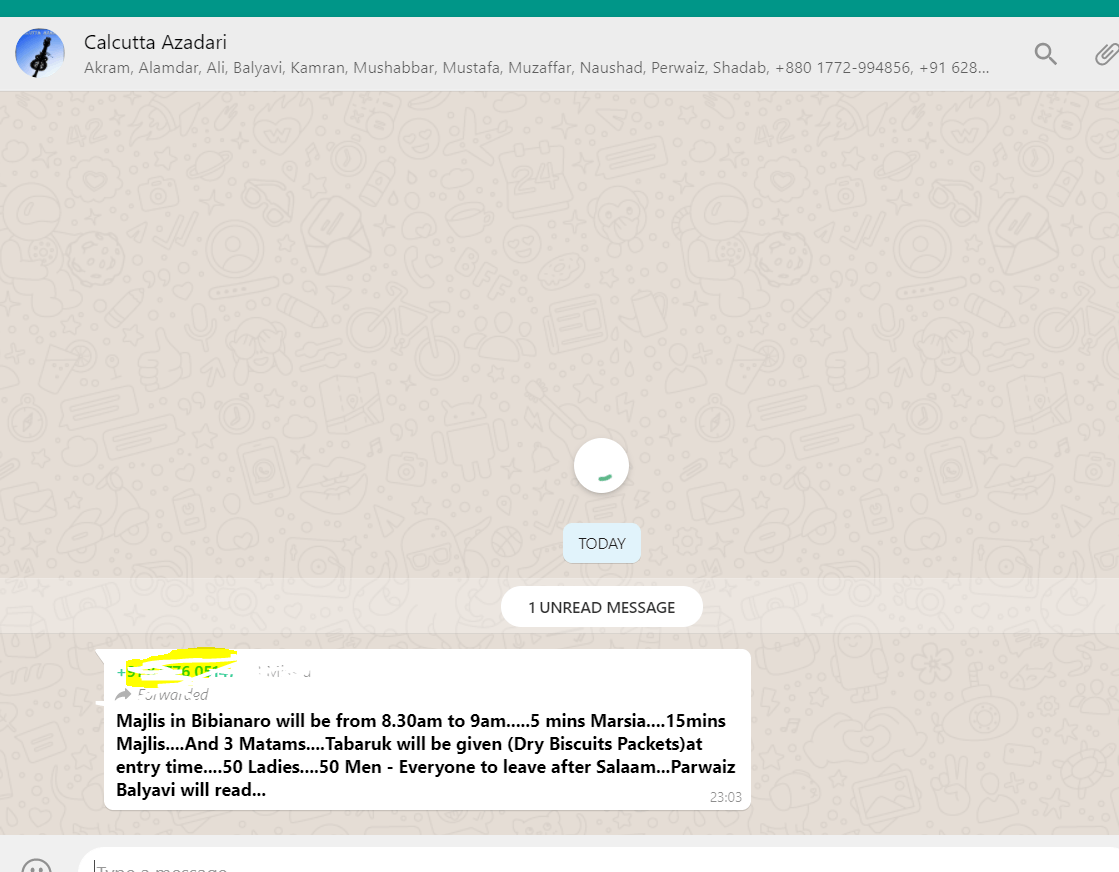 Calcutta Azadari
Akram, Alamdar, Ali, Balyavi, Kamran, Mushabbar, Mustafa, Muzaffar, Naushad, Perwaiz, Shadab, +880 1772-994856, +91 628...
TODAY
1 UNREAD MESSAGE
Forwarded
Majlis in Bibianaro will be from 8.30am to 9am.....5 mins Marsia....15mins
Majlis....And 3 Matams....Tabaruk will be given (Dry Biscuits Packets)at
entry time....50 Ladies....50 Men - Everyone to leave after Salaam...Parwaiz
Balyavi will read...
23:03
Type a message